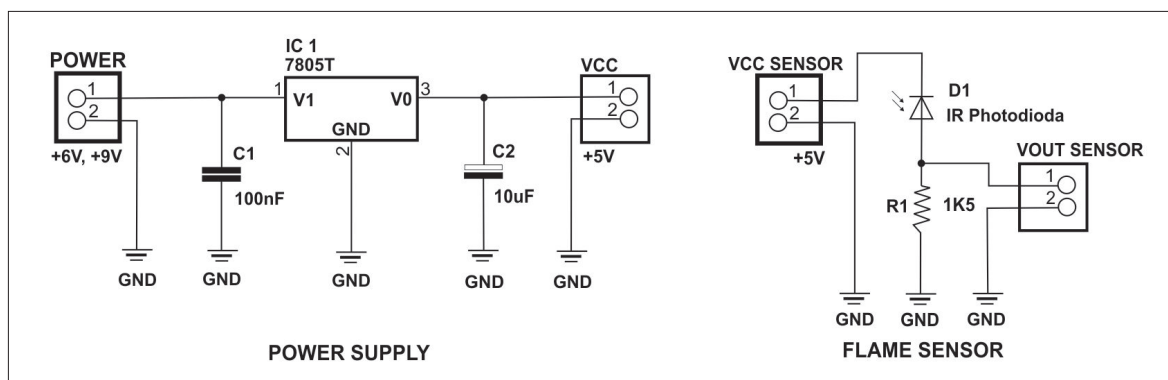 POWER
1
2
+6V, +9V
GND
C1
100nF
GND
IC 1
7805T
1
V1
V0
3
GND
2
GND
C2
10uF
GND
VCC
1
2
+5V
GND
POWER SUPPLY
VCC SENSOR
1
2
+5V
GND
D1
IR Photodioda
R1
1K5
GND
VOUT SENSOR
1
2
GND
FLAME SENSOR